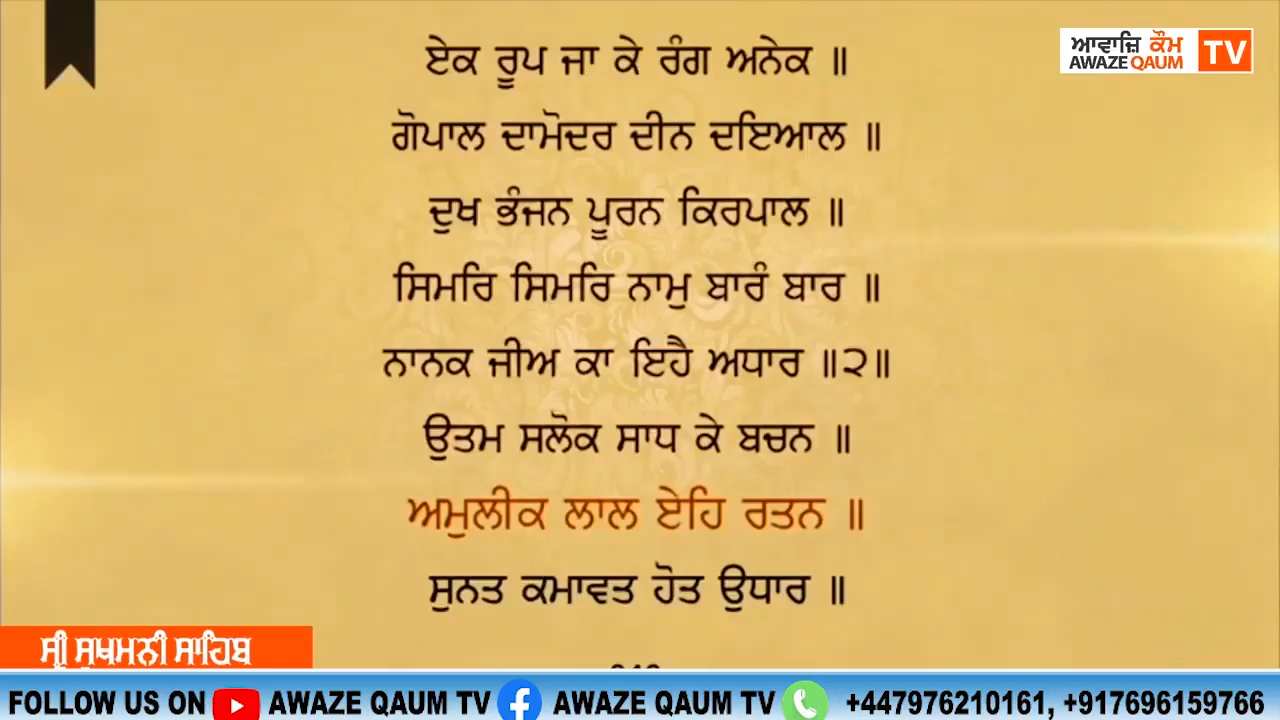 ਆਵਾਜ਼ਿ ਕੌਮ
AWAZE QAUM
TV
ਏਕ ਰੂਪ ਜਾ ਕੇ ਰੰਗ ਅਨੇਕ ॥
ਗੋਪਾਲ ਦਾਮੋਦਰ ਦੀਨ ਦਇਆਲ ॥
ਦੁਖ ਭੰਜਨ ਪੂਰਨ ਕਿਰਪਾਲ ॥
ਸਿਮਰਿ ਸਿਮਰਿ ਨਾਮੁ ਬਾਰੰ ਬਾਰ ॥
ਨਾਨਕ ਜੀਅ ਕਾ ਇਹੈ ਅਧਾਰ ॥੨॥
ਉਤਮ ਸਲੋਕ ਸਾਧ ਕੇ ਬਚਨ ॥
ਅਮੁਲੀਕ ਲਾਲ ਏਹਿ ਰਤਨ ॥
ਸੁਨਤ ਕਮਾਵਤ ਹੋਤ ਉਧਾਰ ॥
ਸ੍ਰੀ ਸੁਖਮਨੀ ਸਾਹਿਬ
FOLLOW US ON AWAZE QAUM TV AWAZE QAUM TV +447976210161, +917696159766